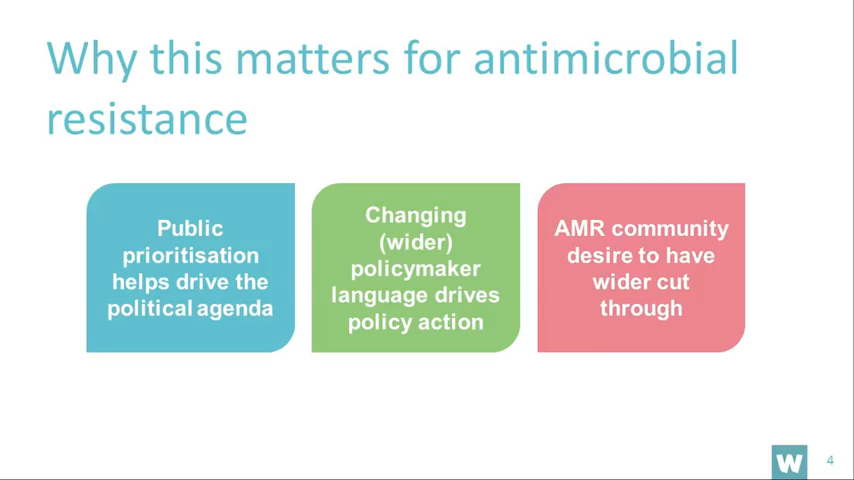 Why this matters for antimicrobial
resistance
Public
prioritisation
helps drive the
political agenda
Changing
(wider)
policymaker
language drives
policy action
AMR community
desire to have
wider cut
through
W
4